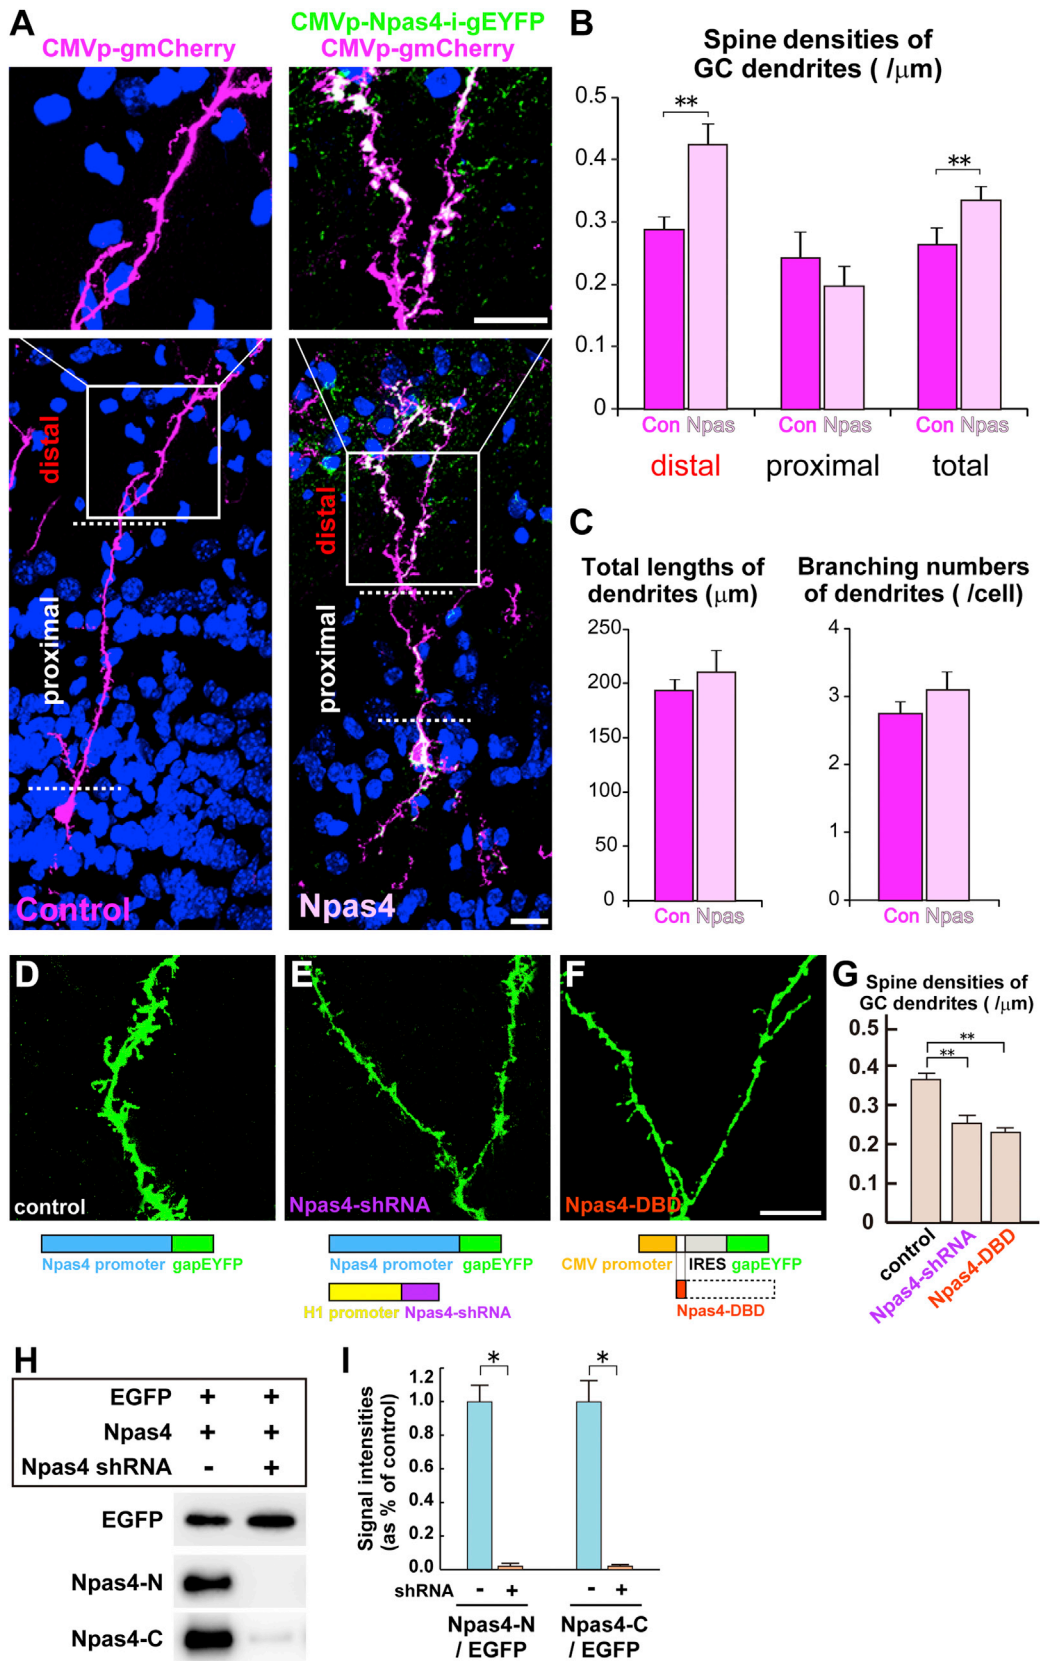 A
CMVp-gmCherry
CMVp-Npas4-i-gEYFP
CMVp-gmCherry
distal
proximal
Control
distal
proximal
Npas4
B
Spine densities of
GC dendrites ( /μm)
0.5
0.4
0.3
0.2
0.1
0
**
**
Con Npas Con Npas Con Npas
distal proximal total
C
Total lengths of
dendrites (μm)
250
200
150
100
50
0
Con Npas
Branching numbers
of dendrites ( /cell)
4
3
2
1
0
Con Npas
D
control
Npas4 promoter gapEYFP
E
Npas4-shRNA
Npas4 promoter gapEYFP
H1 promoter Npas4-shRNA
F
Npas4-DBD
CMV promoter IRES gapEYFP
Npas4-DBD
G
Spine densities of
GC dendrites ( /μm)
0.5
0.4
0.3
0.2
0.1
0
**
**
control
Npas4-shRNA
Npas4-DBD
H
EGFP + +
Npas4 + +
Npas4 shRNA - +
EGFP
Npas4-N
Npas4-C
I
Signal intensities
(as % of control)
1.2
1.0
0.8
0.6
0.4
0.2
0.0
* *
shRNA - + - +
Npas4-N Npas4-C
/ EGFP / EGFP